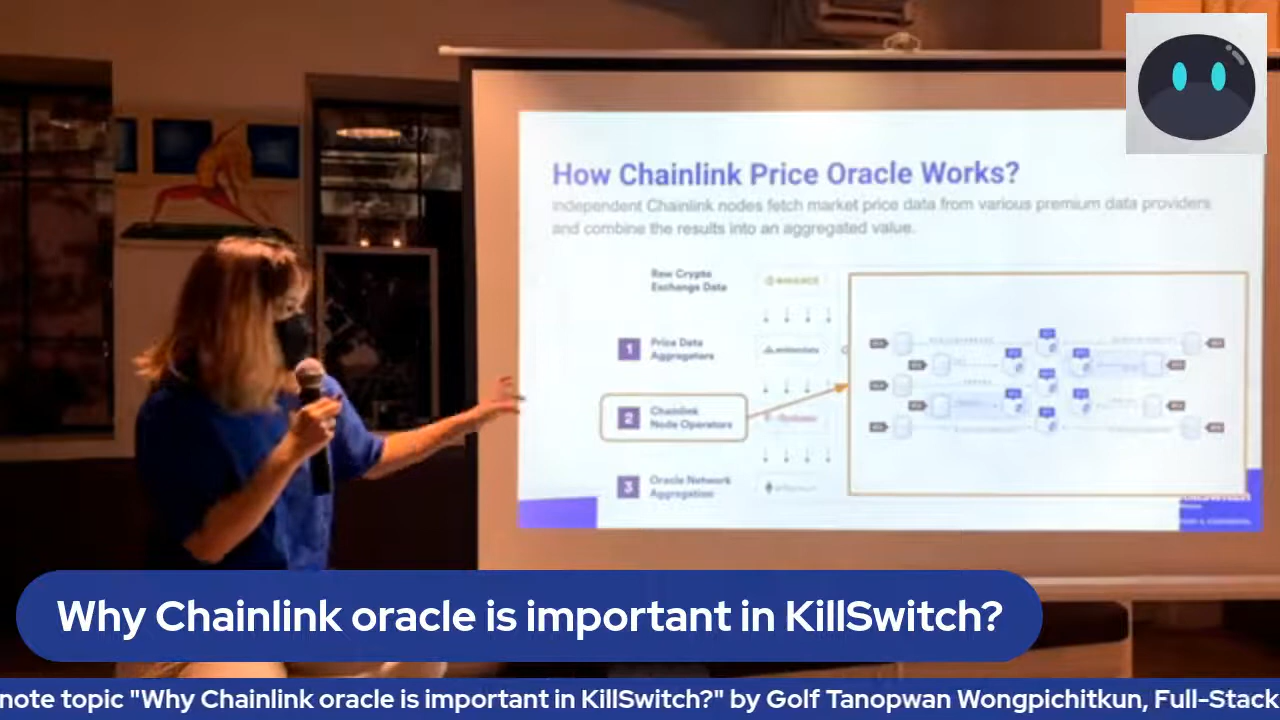 How Chainlink Price Oracle Works?
Independent Chainlink nodes fetch market price data from various premium data providers
and combine the results into an aggregated value.
Raw Crypto
Exchange Data
BINANCE
1
Price Data
Aggregators
2
Chainlink
Node Operators
3
Oracle Network
Aggregation
Why Chainlink oracle is important in KillSwitch?
note topic "Why Chainlink oracle is important in KillSwitch?" by Golf Tanopwan Wongpichitkun, Full-Stack